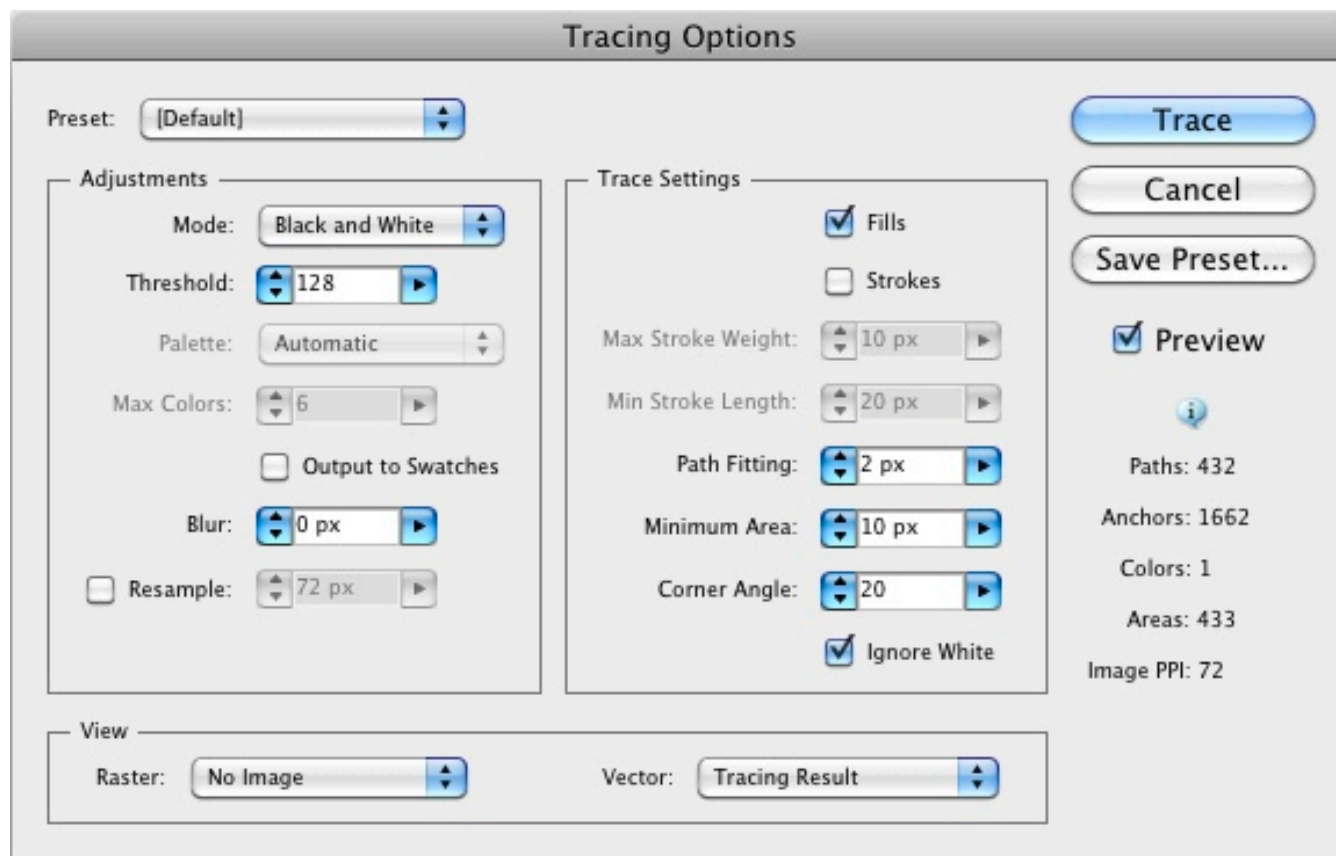 Tracing Options
Preset: [Default]
Trace
Cancel
Save Preset...
Preview
Adjustments
Mode: Black and White
Threshold: 128
Palette: Automatic
Max Colors: 6
Output to Swatches
Blur: 0 px
Resample: 72 px
Trace Settings
Fills
Strokes
Max Stroke Weight: 10 px
Min Stroke Length: 20 px
Path Fitting: 2 px
Minimum Area: 10 px
Corner Angle: 20
Ignore White
Paths: 432
Anchors: 1662
Colors: 1
Areas: 433
Image PPI: 72
View
Raster: No Image
Vector: Tracing Result